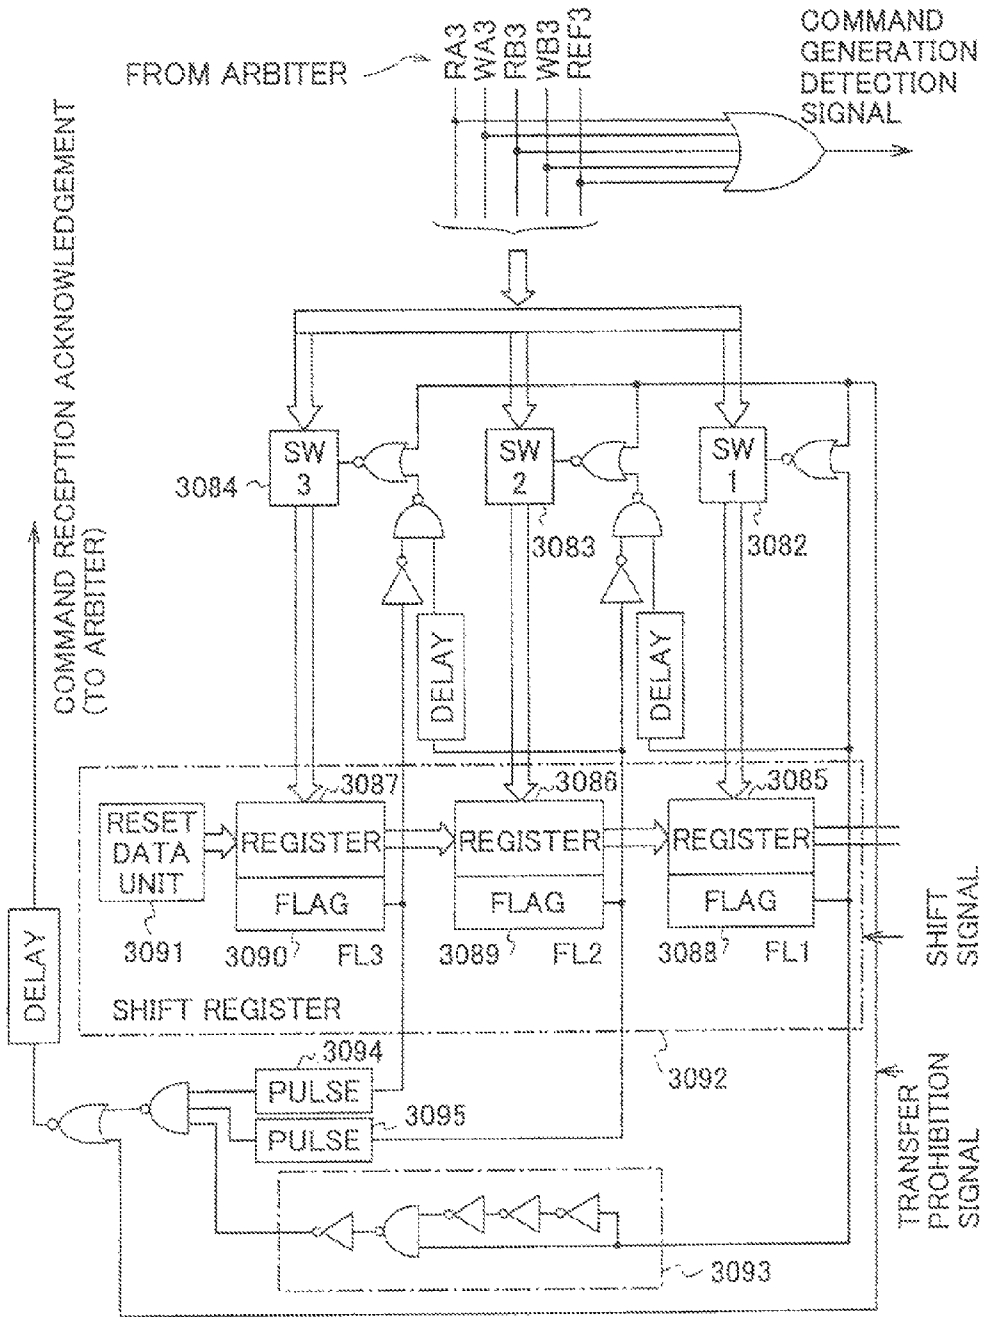 COMMAND
GENERATION
DETECTION
SIGNAL
FROM ARBITER
RA3
WA3
RB3
WB3
REF3
COMMAND RECEPTION ACKNOWLEDGEMENT
(TO ARBITER)
SW
3
3084
SW
2
3083
SW
1
3082
DELAY
DELAY
3087
3086
3085
RESET
DATA
UNIT
3091
REGISTER
FLAG
3090
FL3
REGISTER
FLAG
3089
FL2
REGISTER
FLAG
3088
FL1
SHIFT REGISTER
3092
SHIFT
SIGNAL
DELAY
3094
PULSE
3095
PULSE
3093
TRANSFER
PROHIBITION
SIGNAL